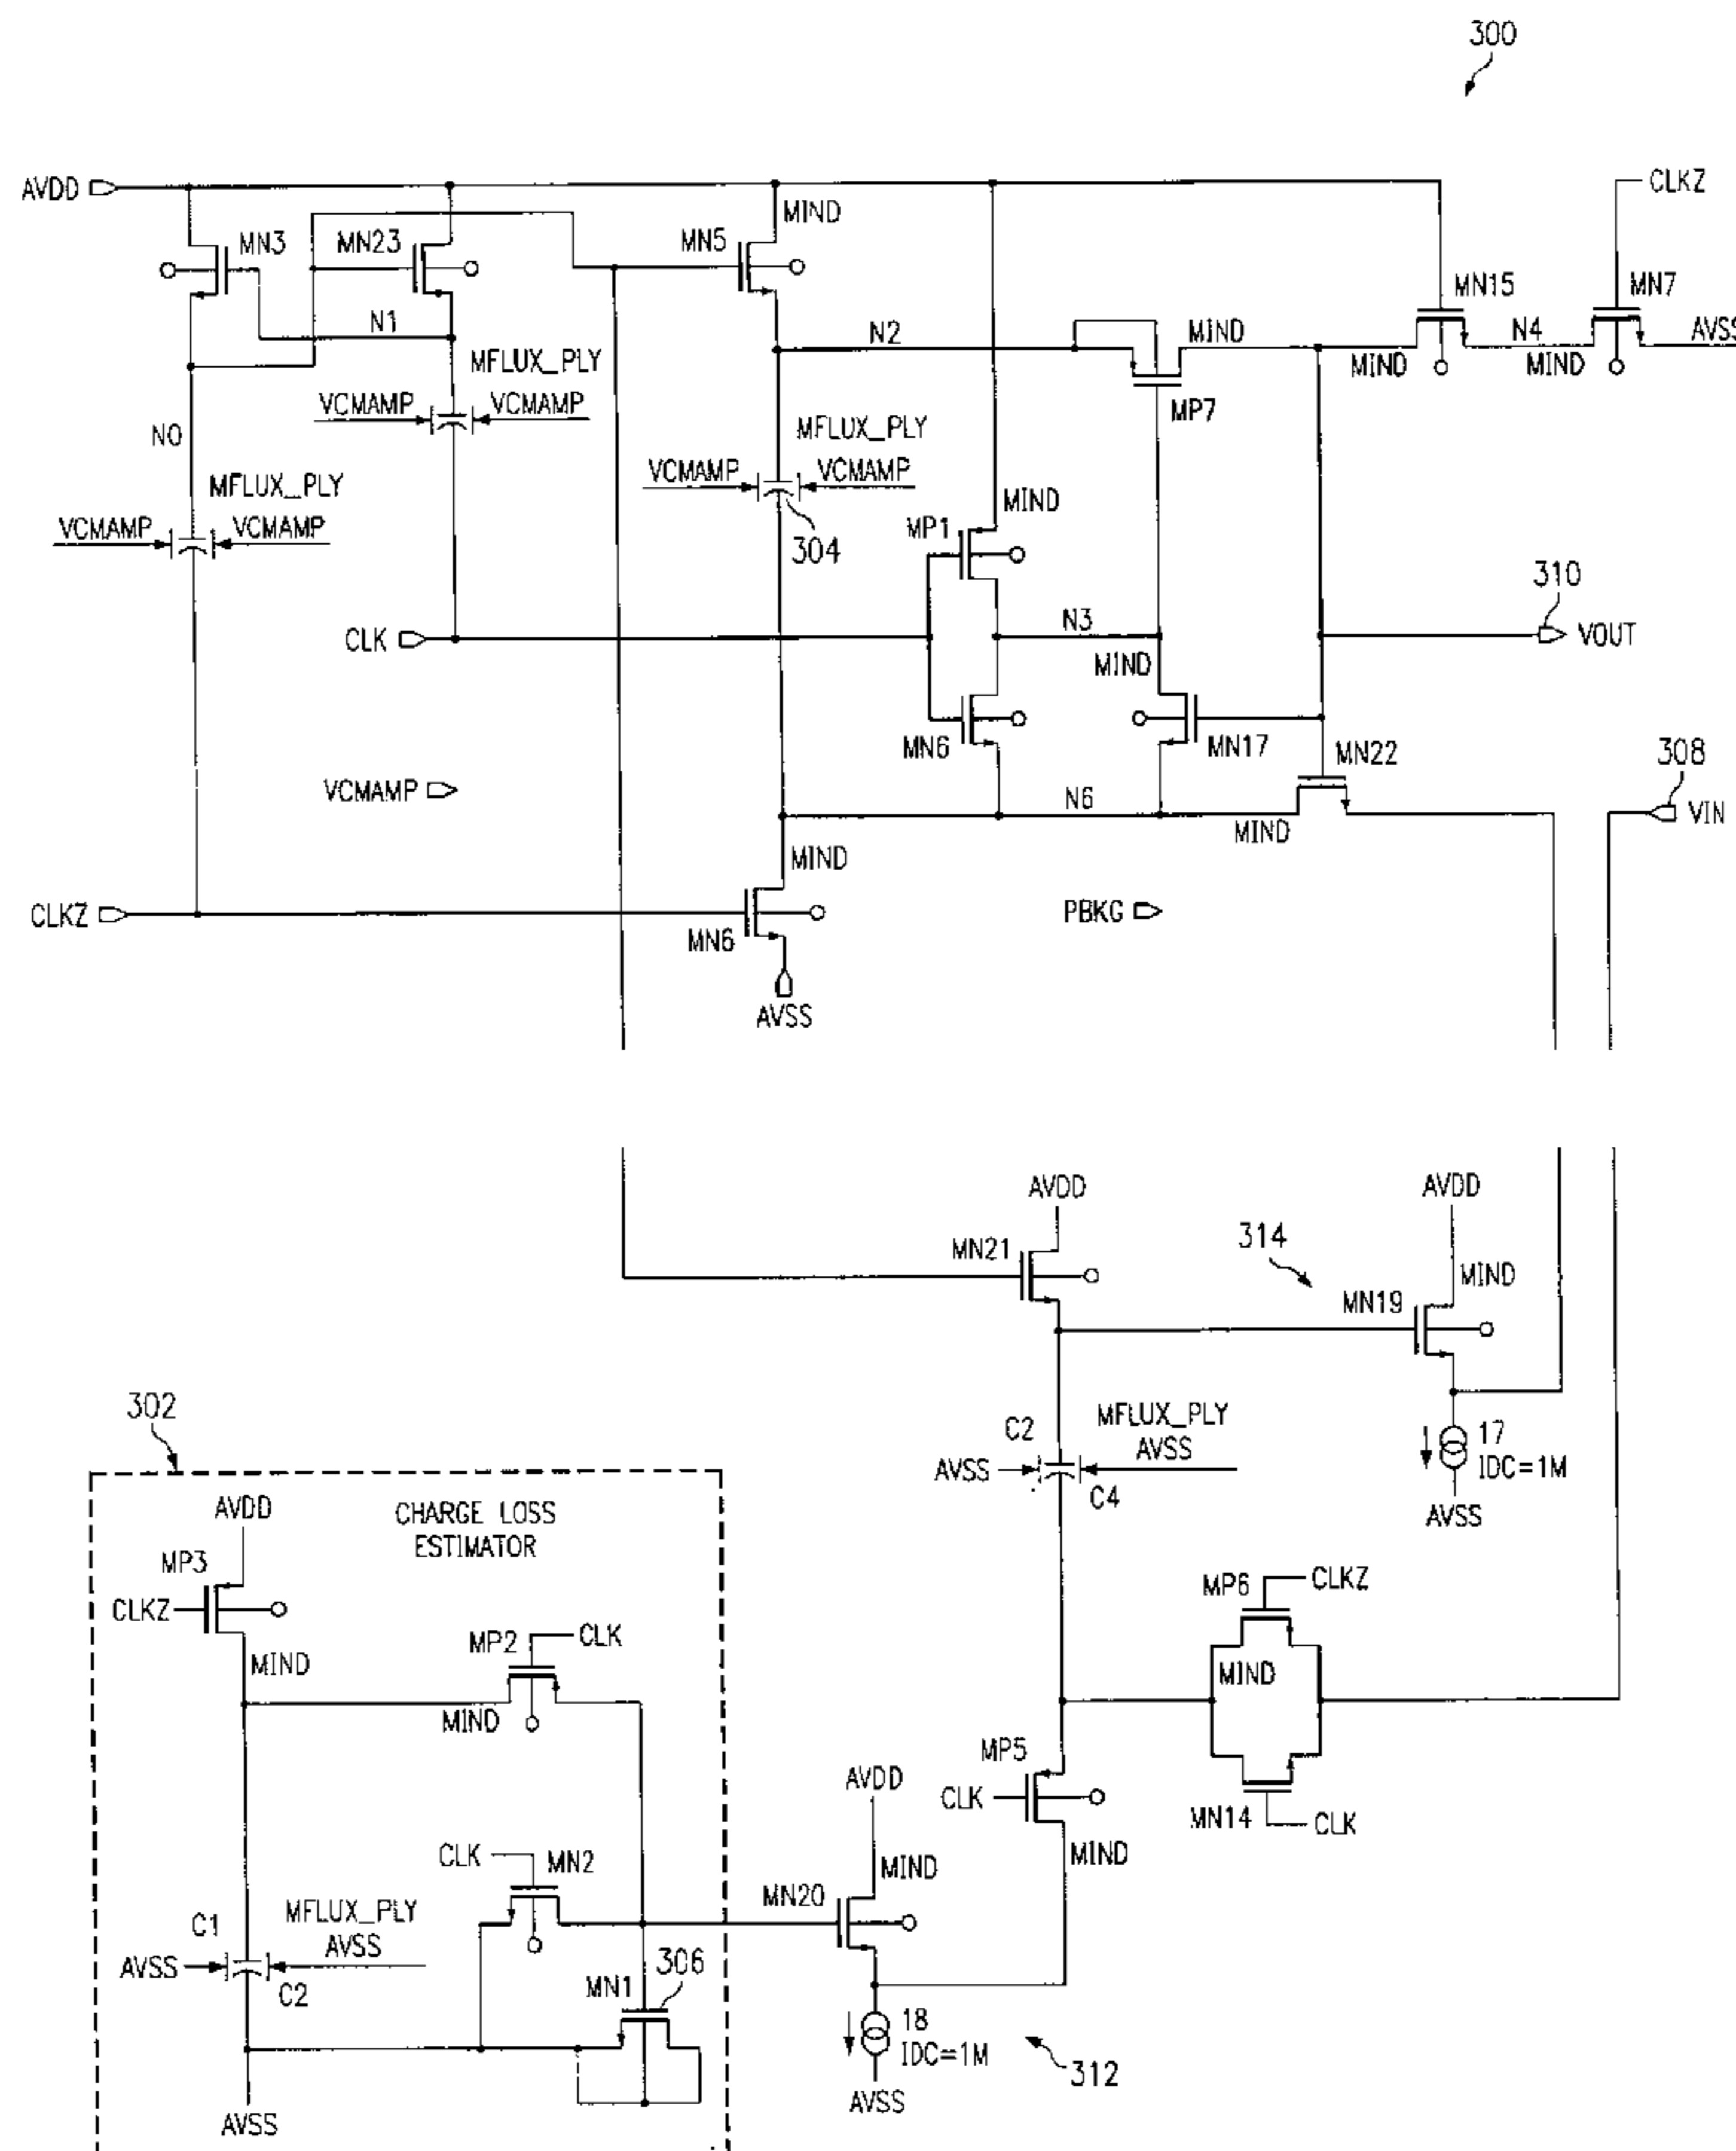 300
AVDD
CLKZ
MN3
MN23
MN5
MIND
MN15
MN7
N1
N2
MIND
N4
AVSS
MIND
MIND
MFLUX_PLY
VCMAMP
VCMAMP
MP7
N0
MFLUX_PLY
VCMAMP
VCMAMP
304
MFLUX_PLY
VCMAMP
VCMAMP
MIND
MP1
310
CLK
N3
MIND
VOUT
MN6
MN17
MN22
308
VCMAMP
N6
MIND
VIN
MIND
CLKZ
MN6
PBKG
AVSS
AVDD
AVDD
MN21
314
MIND
MN19
302
C2
MFLUX_PLY
AVSS
AVSS
C4
17
IDC=1M
AVSS
CHARGE LOSS
ESTIMATOR
AVDD
MP3
CLKZ
MIND
MP2
CLK
MIND
MP6
CLKZ
MIND
MP5
CLK
MIND
MN14
CLK
AVDD
MIND
MN20
CLK
MN2
C1
MFLUX_PLY
AVSS
AVSS
C2
MN1
306
18
IDC=1M
AVSS
312
AVSS